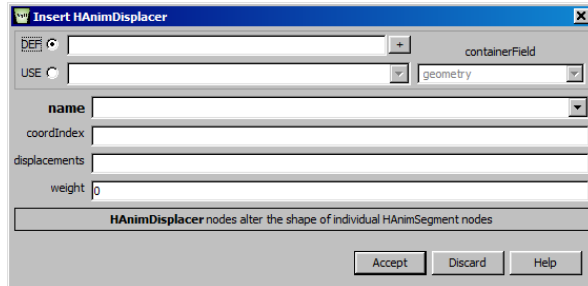 Insert HAnimDisplacer
DEF +
containerField
USE geometry
name
coordIndex
displacements
weight 0
HAnimDisplacer nodes alter the shape of individual HAnimSegment nodes
Accept Discard Help